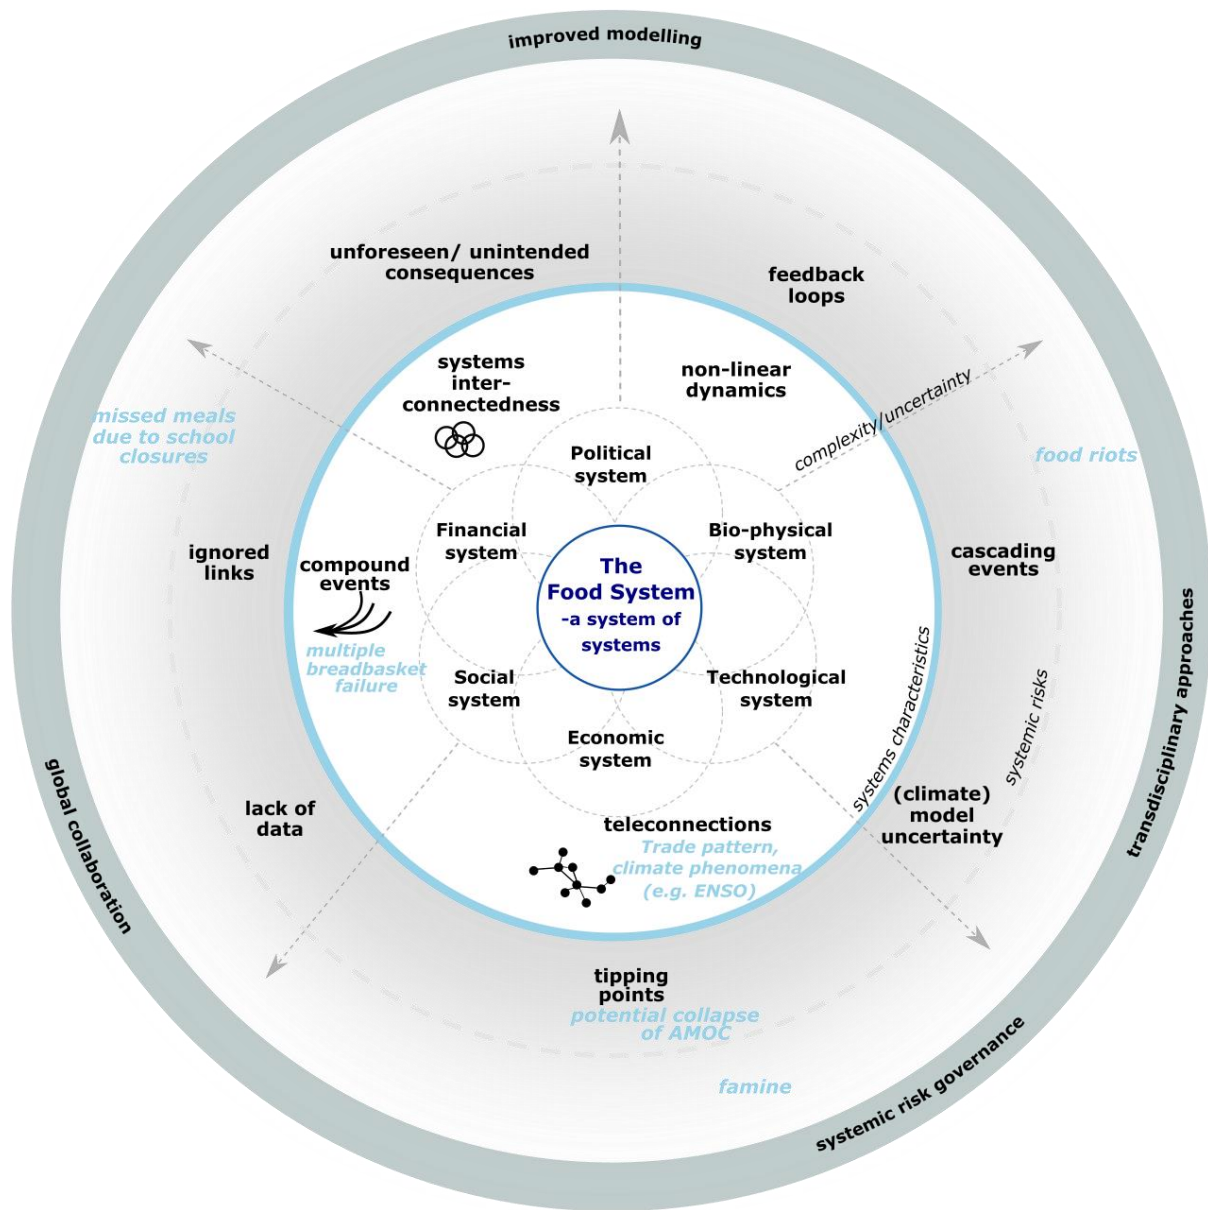 improved modelling
unforeseen/ unintended
consequences
feedback
loops
systems
inter-
connectedness
non-linear
dynamics
complexity/uncertainty
missed meals
due to school
closures
food riots
Political
system
Financial
system
Bio-physical
system
ignored
links
compound
events
cascading
events
The
Food System
-a system of
systems
multiple
breadbasket
failure
Social
system
Technological
system
systems characteristics
systemic risks
transdisciplinary approaches
Economic
system
global collaboration
lack of
data
(climate)
model
uncertainty
teleconnections
Trade pattern,
climate phenomena
(e.g. ENSO)
tipping
points
potential collapse
of AMOC
famine
systemic risk governance